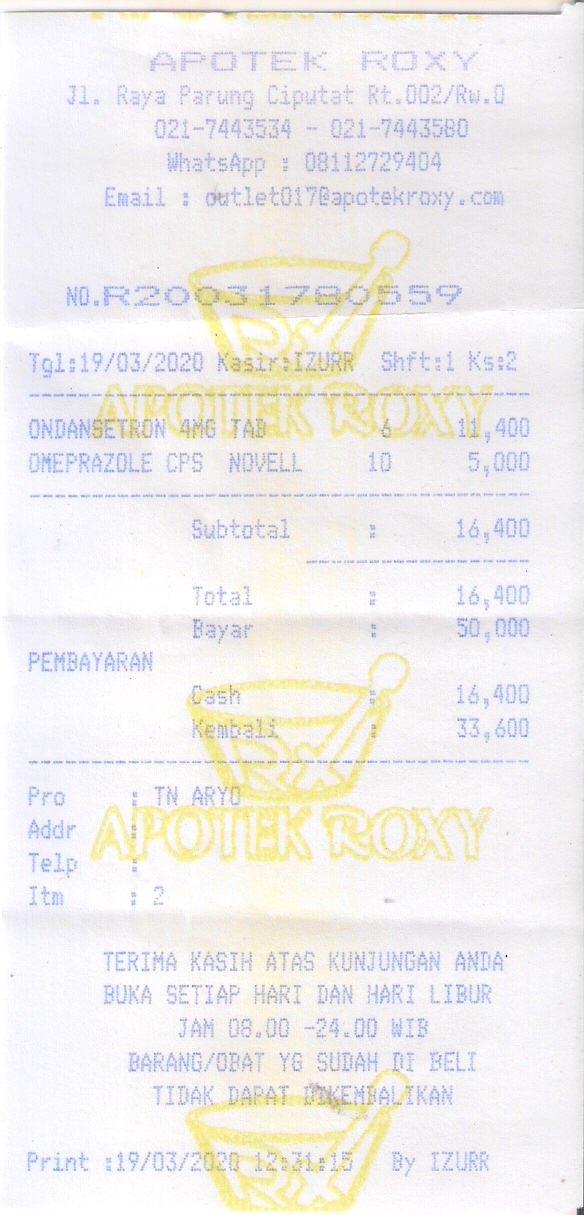 APOTEK ROXY
Jl. Raya Parung Ciputat Rt.002/Rw.0
021-7443534 - 021-7443580
WhatsApp : 08112729404
Email : outlet017@apotekroxy.com
NO.R20031780559
Tgl:19/03/2020 Kasir:IZURR Shft:1 Ks:2
APOTEK ROXY
ONDANSETRON 4MG TAB 6 11,400
OMEPRAZOLE CPS NOVELL 10 5,000
Subtotal : 16,400
Total : 16,400
Bayar : 50,000
PEMBAYARAN
Cash : 16,400
Kembali : 33,600
Pro : TN ARYO
Addr :
APOTEK ROXY
Telp :
Itm : 2
TERIMA KASIH ATAS KUNJUNGAN ANDA
BUKA SETIAP HARI DAN HARI LIBUR
JAM 08.00 -24.00 WIB
BARANG/OBAT YG SUDAH DI BELI
TIDAK DAPAT DIKEMBALIKAN
Print :19/03/2020 12:31:15 By IZURR